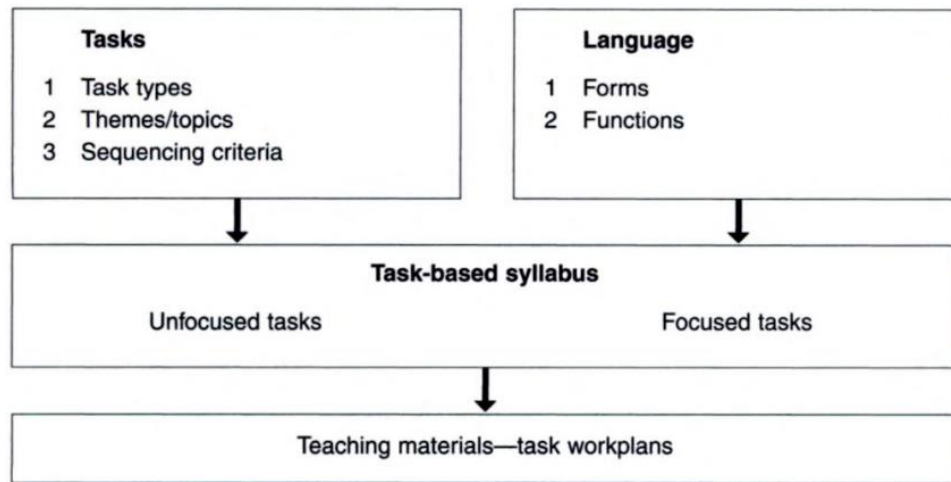 Tasks
1 Task types
2 Themes/topics
3 Sequencing criteria
Language
1 Forms
2 Functions
Task-based syllabus
Unfocused tasks
Focused tasks
Teaching materials—task workplans